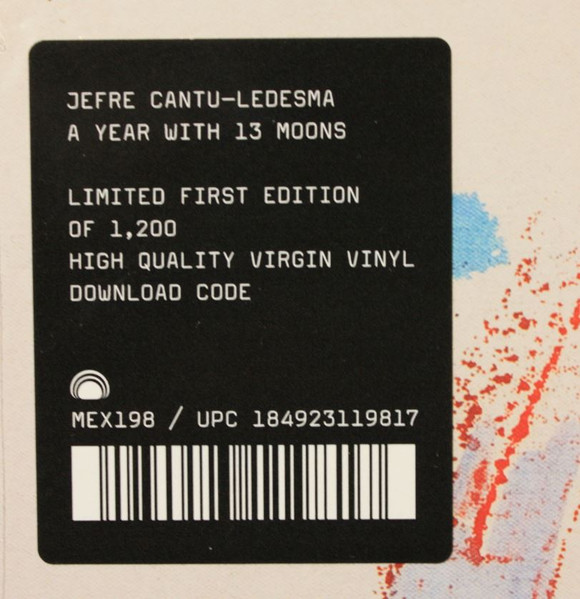 JEFRE CANTU-LEDESMA
A YEAR WITH 13 MOONS
LIMITED FIRST EDITION
OF 1,200
HIGH QUALITY VIRGIN VINYL
DOWNLOAD CODE
MEX198 / UPC 184923119817